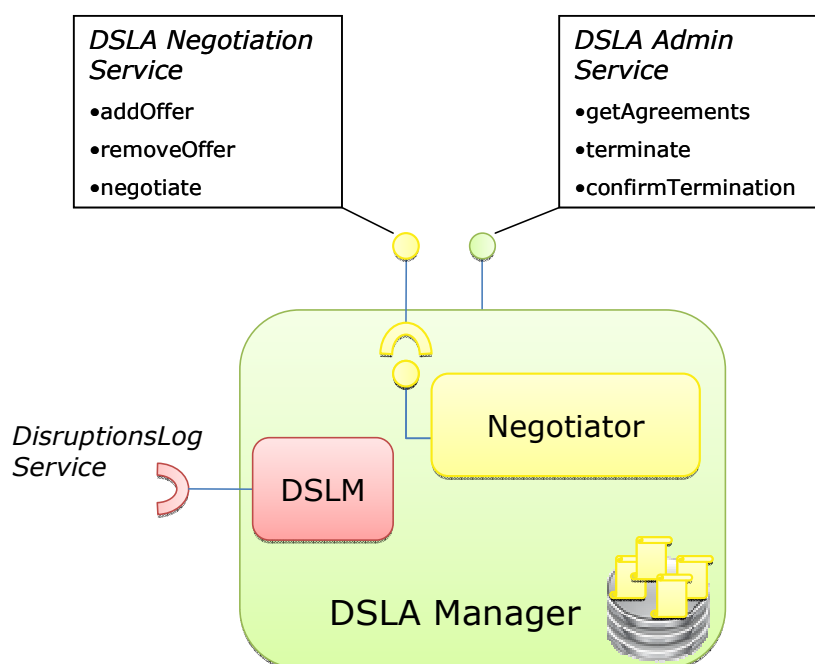 DSLA Negotiation
Service
•addOffer
•removeOffer
•negotiate
DSLA Admin
Service
•getAgreements
•terminate
•confirmTermination
Negotiator
DisruptionsLog
Service
DSLM
DSLA Manager